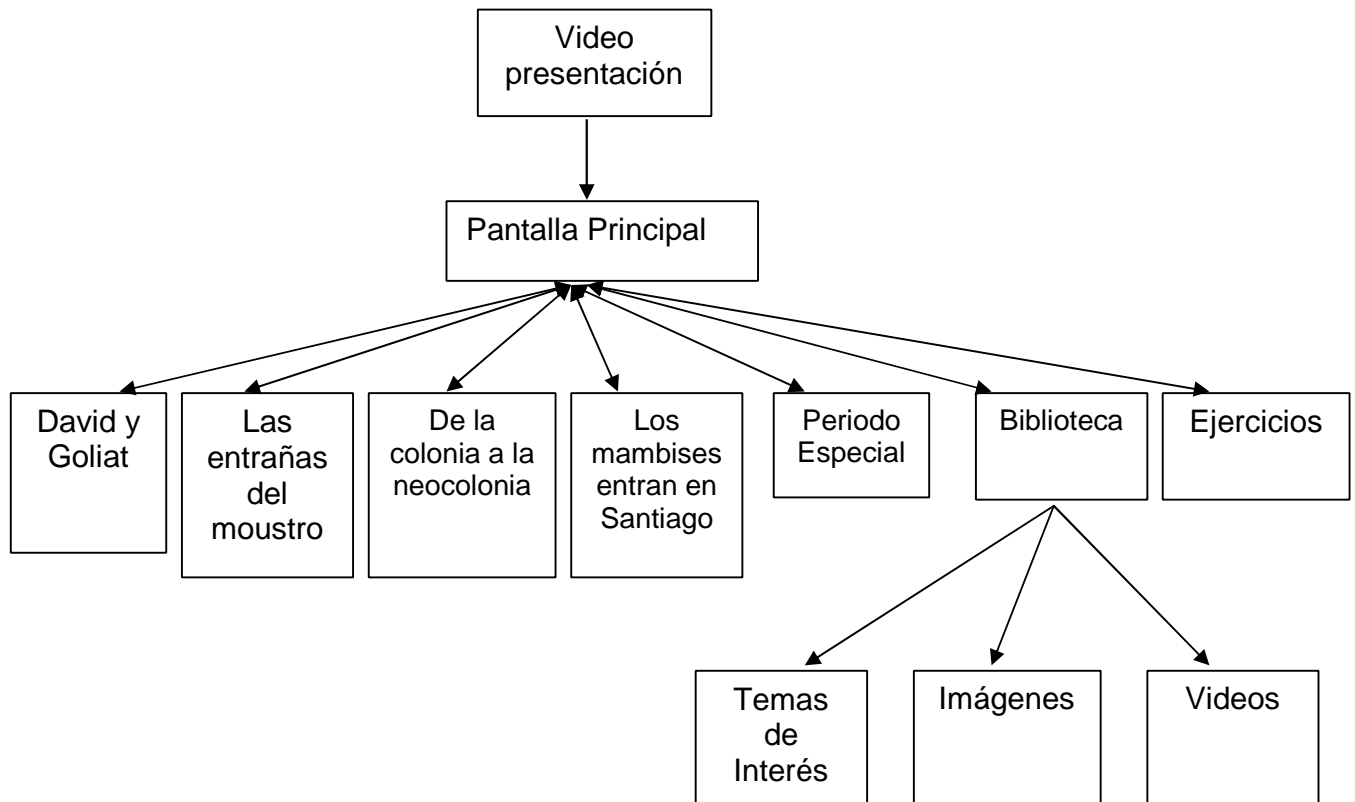 Video
presentación
Pantalla Principal
David y
Goliat
Las
entrañas
del
moustro
De la
colonia a la
neocolonia
Los
mambises
entran en
Santiago
Periodo
Especial
Biblioteca
Ejercicios
Temas
de
Interés
Imágenes
Videos